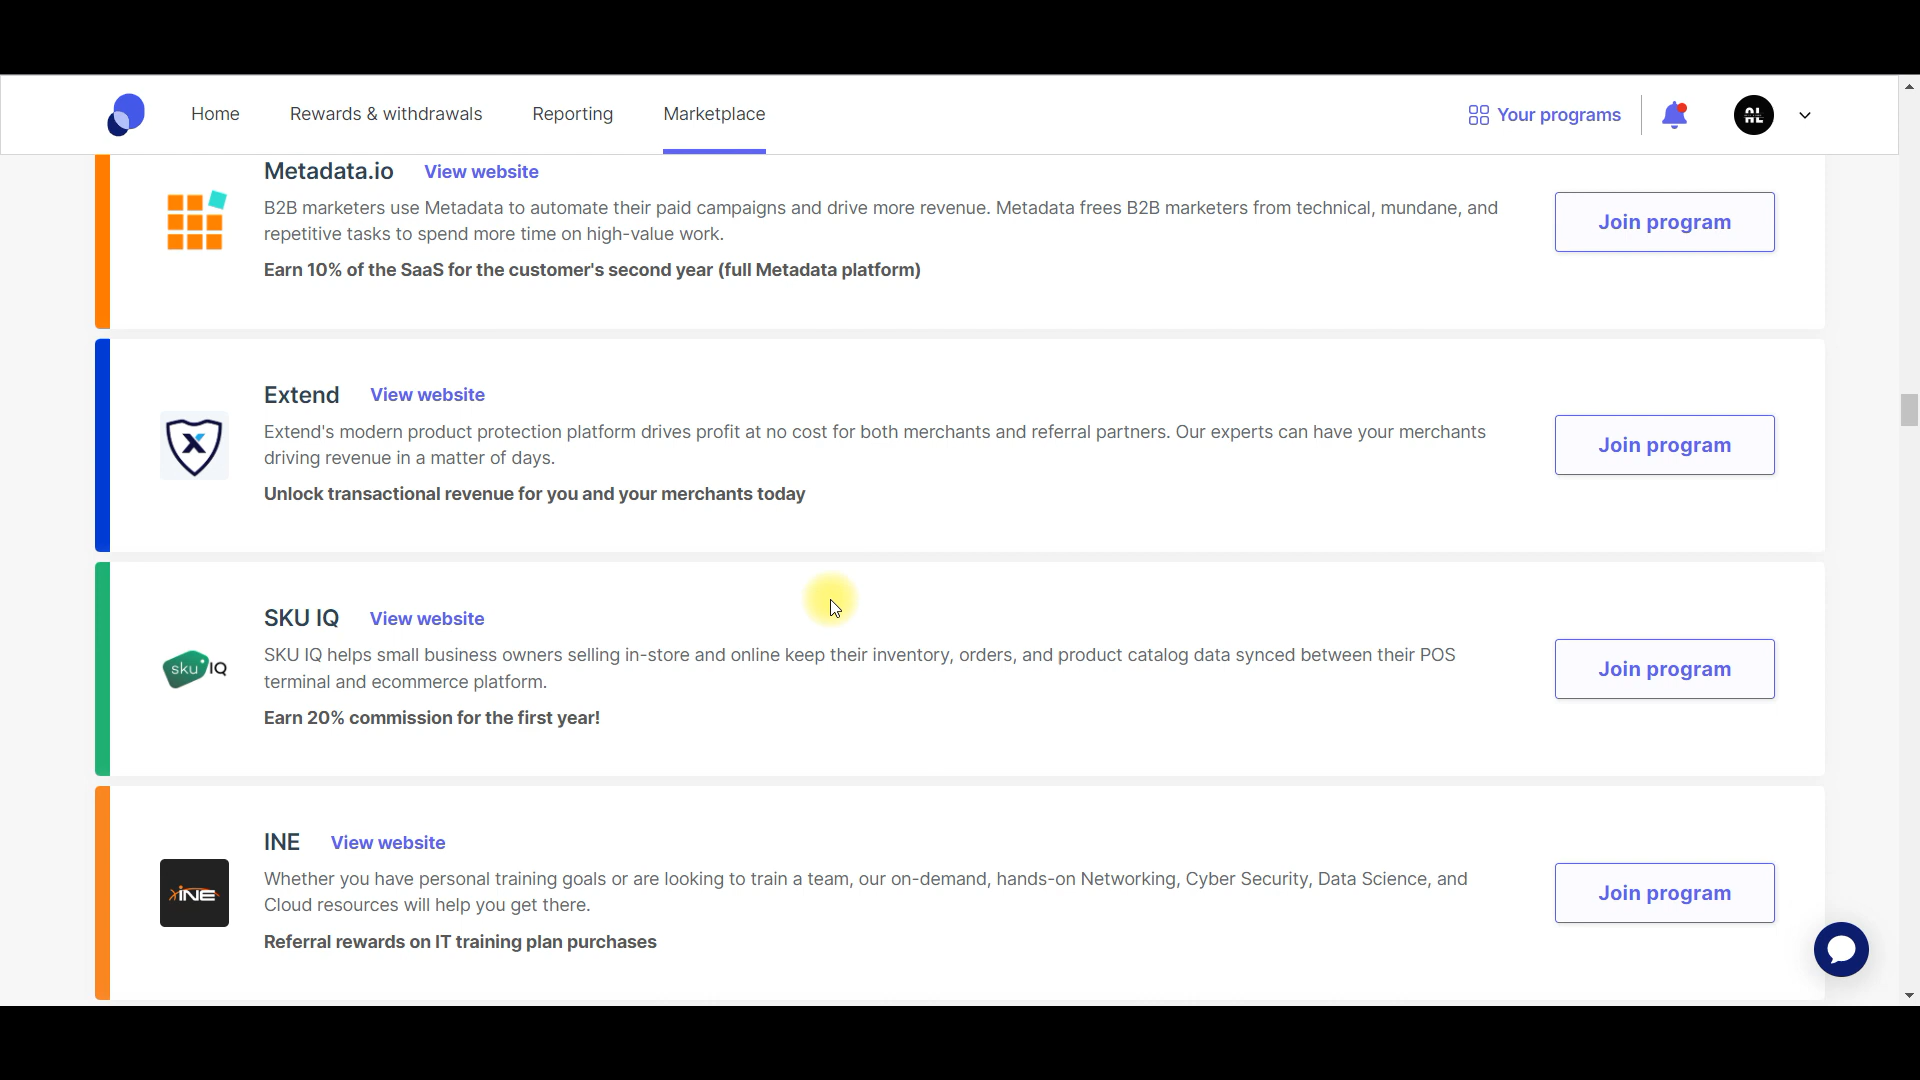 Home Rewards & withdrawals Reporting Marketplace Your programs AL
Metadata.io View website
B2B marketers use Metadata to automate their paid campaigns and drive more revenue. Metadata frees B2B marketers from technical, mundane, and
repetitive tasks to spend more time on high-value work.
Earn 10% of the SaaS for the customer's second year (full Metadata platform)
Join program
Extend View website
Extend's modern product protection platform drives profit at no cost for both merchants and referral partners. Our experts can have your merchants
driving revenue in a matter of days.
Unlock transactional revenue for you and your merchants today
Join program
SKU IQ View website
sku IQ
SKU IQ helps small business owners selling in-store and online keep their inventory, orders, and product catalog data synced between their POS
terminal and ecommerce platform.
Earn 20% commission for the first year!
Join program
INE View website
INE
Whether you have personal training goals or are looking to train a team, our on-demand, hands-on Networking, Cyber Security, Data Science, and
Cloud resources will help you get there.
Referral rewards on IT training plan purchases
Join program